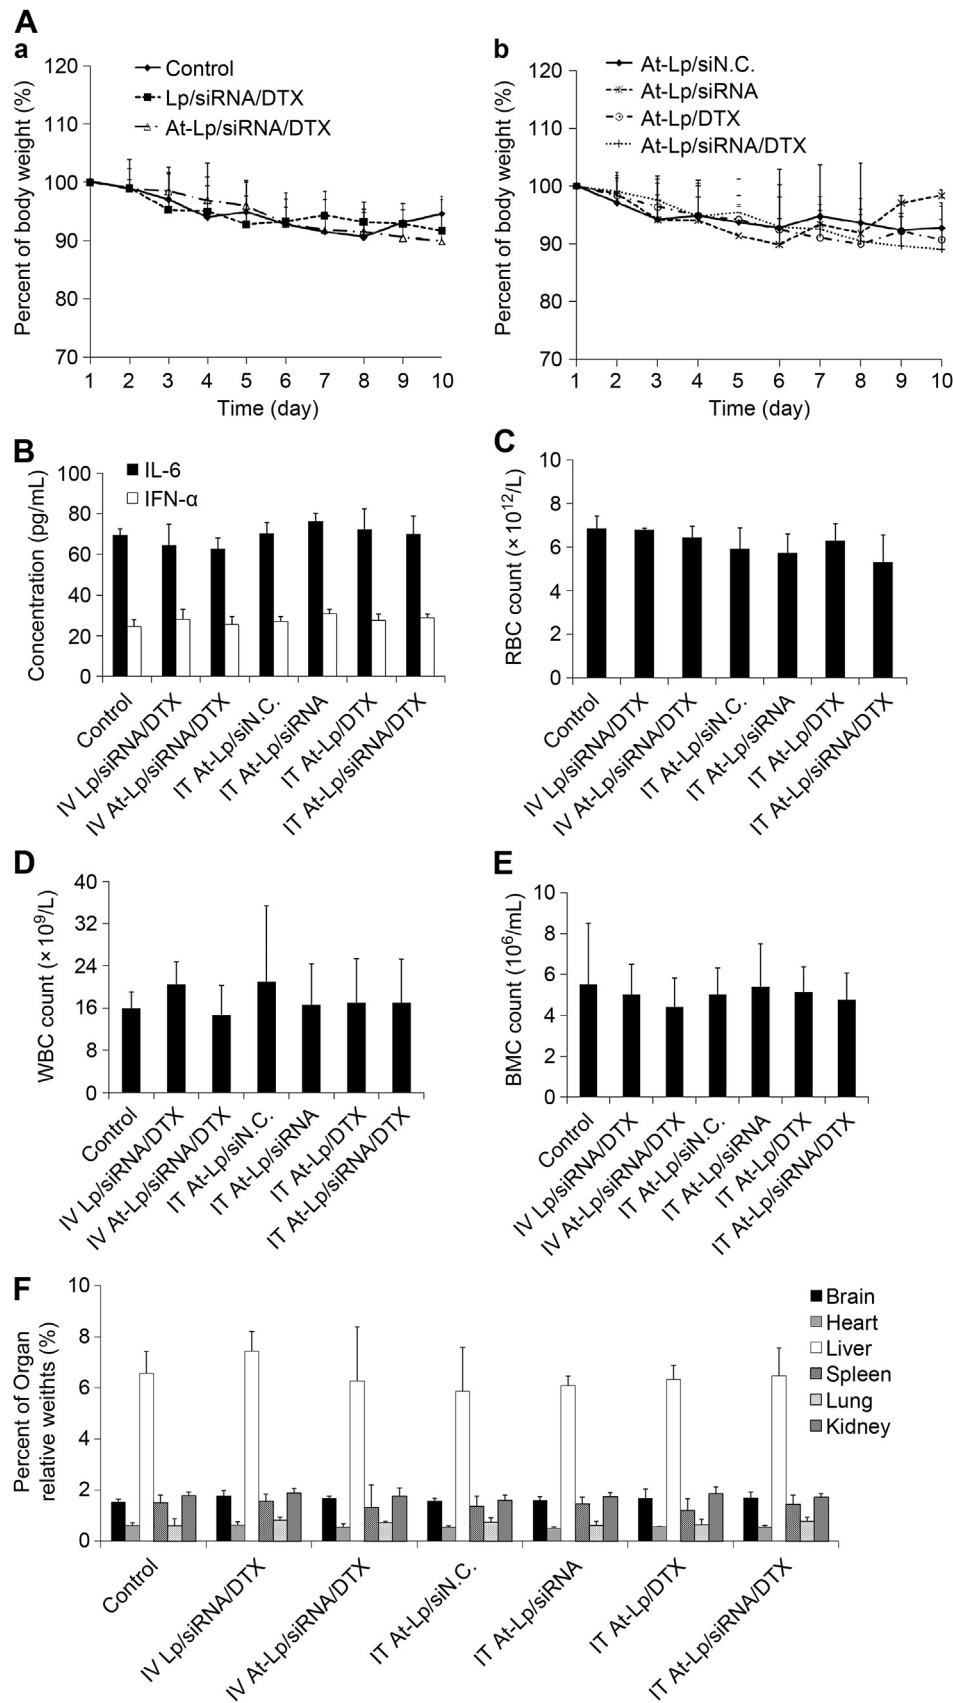 A
a
Percent of body weight (%)
120
110
100
90
80
70
Control
Lp/siRNA/DTX
At-Lp/siRNA/DTX
1 2 3 4 5 6 7 8 9 10
Time (day)
b
Percent of body weight (%)
120
110
100
90
80
70
At-Lp/siN.C.
At-Lp/siRNA
At-Lp/DTX
At-Lp/siRNA/DTX
1 2 3 4 5 6 7 8 9 10
Time (day)
B
Concentration (pg/mL)
100
80
60
40
20
0
IL-6
IFN-α
Control
IV Lp/siRNA/DTX
IV At-Lp/siRNA/DTX
IT At-Lp/siN.C.
IT At-Lp/siRNA
IT At-Lp/DTX
IT At-Lp/siRNA/DTX
C
RBC count (×10¹²/L)
10
8
6
4
2
0
Control
IV Lp/siRNA/DTX
IV At-Lp/siRNA/DTX
IT At-Lp/siN.C.
IT At-Lp/siRNA
IT At-Lp/DTX
IT At-Lp/siRNA/DTX
D
WBC count (×10⁹/L)
40
32
24
16
8
0
Control
IV Lp/siRNA/DTX
IV At-Lp/siRNA/DTX
IT At-Lp/siN.C.
IT At-Lp/siRNA
IT At-Lp/DTX
IT At-Lp/siRNA/DTX
E
BMC count (10⁶/mL)
10
8
6
4
2
0
Control
IV Lp/siRNA/DTX
IV At-Lp/siRNA/DTX
IT At-Lp/siN.C.
IT At-Lp/siRNA
IT At-Lp/DTX
IT At-Lp/siRNA/DTX
F
Percent of Organ
relative weithts (%)
10
8
6
4
2
0
Brain
Heart
Liver
Spleen
Lung
Kidney
Control
IV Lp/siRNA/DTX
IV At-Lp/siRNA/DTX
IT At-Lp/siN.C.
IT At-Lp/siRNA
IT At-Lp/DTX
IT At-Lp/siRNA/DTX